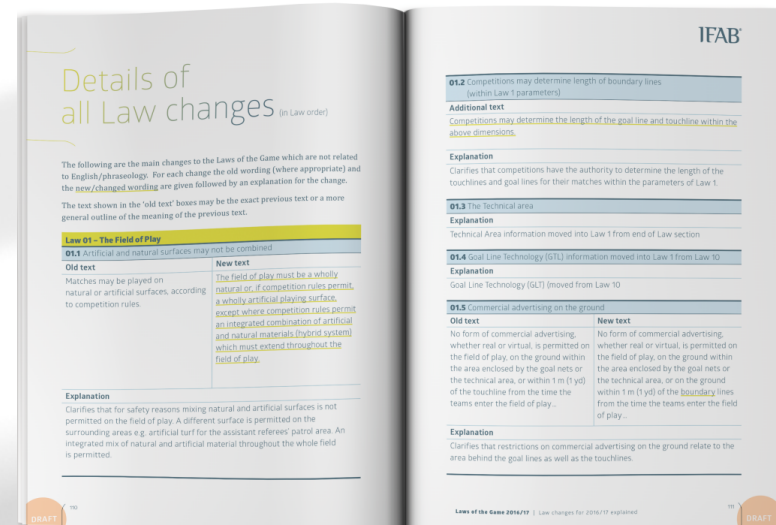 Details of
all Law changes (in Law order)
The following are the main changes to the Laws of the Game which are not related
to English/phraseology. For each change the old wording (where appropriate) and
the new/changed wording are given followed by an explanation for the change.
The text shown in the 'old text' boxes may be the exact previous text or a more
general outline of the meaning of the previous text.
Law 01 – The Field of Play
01.1 Artificial and natural surfaces may not be combined
Old text
Matches may be played on
natural or artificial surfaces, according
to competition rules.
New text
The field of play must be a wholly
natural or, if competition rules permit,
a wholly artificial playing surface,
except where competition rules permit
an integrated combination of artificial
and natural materials (hybrid system)
which must extend throughout the
field of play.
Explanation
Clarifies that for safety reasons mixing natural and artificial surfaces is not
permitted on the field of play. A different surface is permitted on the
surrounding areas e.g. artificial turf for the assistant referees' patrol area. An
integrated mix of natural and artificial material throughout the whole field
is permitted.
DRAFT
110
IFAB
01.2 Competitions may determine length of boundary lines
(within Law 1 parameters)
Additional text
Competitions may determine the length of the goal line and touchline within the
above dimensions.
Explanation
Clarifies that competitions have the authority to determine the length of the
touchlines and goal lines for their matches within the parameters of Law 1.
01.3 The Technical area
Explanation
Technical Area information moved into Law 1 from end of Law section
01.4 Goal Line Technology (GTL) information moved into Law 1 from Law 10
Explanation
Goal Line Technology (GLT) (moved from Law 10
01.5 Commercial advertising on the ground
Old text
No form of commercial advertising,
whether real or virtual, is permitted on
the field of play, on the ground within
the area enclosed by the goal nets or
the technical area, or within 1 m (1 yd)
of the touchline from the time the
teams enter the field of play...
New text
No form of commercial advertising,
whether real or virtual, is permitted on
the field of play, on the ground within
the area enclosed by the goal nets or
the technical area, or on the ground
within 1 m (1 yd) of the boundary lines
from the time the teams enter the field
of play...
Explanation
Clarifies that restrictions on commercial advertising on the ground relate to the
area behind the goal lines as well as the touchlines.
Laws of the Game 2016/17 | Law changes for 2016/17 explained
111
DRAFT